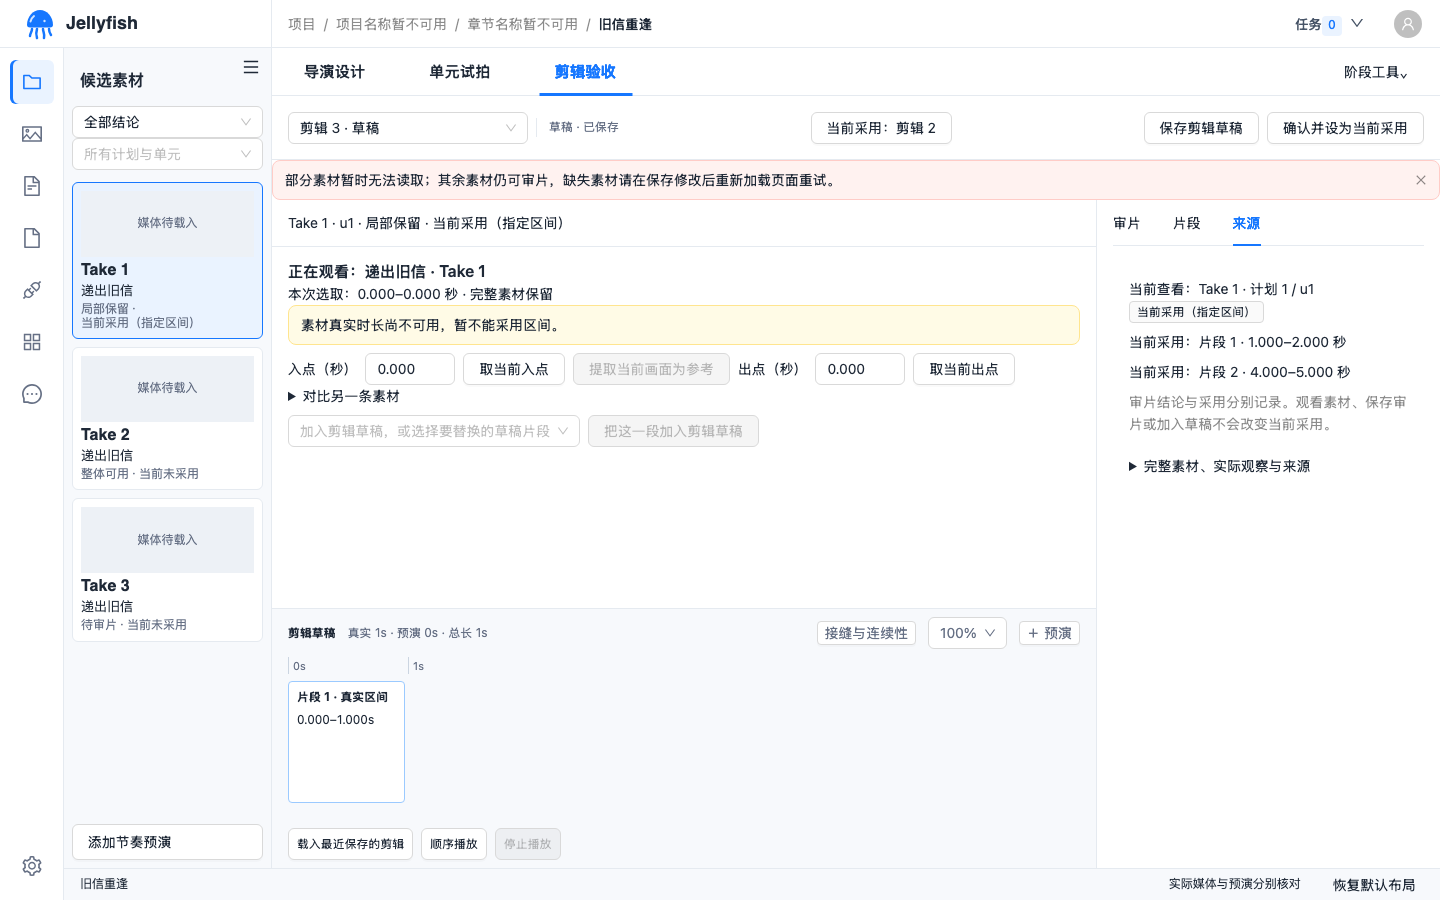 Jellyfish
项目 / 项目名称暂不可用 / 章节名称暂不可用 / 旧信重逢
任务 0
候选素材
全部结论
所有计划与单元
媒体待载入
Take 1
递出旧信
局部保留 ·
当前采用（指定区间）
媒体待载入
Take 2
递出旧信
整体可用 · 当前未采用
媒体待载入
Take 3
递出旧信
待审片 · 当前未采用
添加节奏预演
导演设计
单元试拍
剪辑验收
阶段工具
剪辑 3 · 草稿
草稿 · 已保存
当前采用：剪辑 2
保存剪辑草稿
确认并设为当前采用
部分素材暂时无法读取；其余素材仍可审片，缺失素材请在保存修改后重新加载页面重试。
Take 1 · u1 · 局部保留 · 当前采用（指定区间）
正在观看：递出旧信 · Take 1
本次选取：0.000–0.000 秒 · 完整素材保留
素材真实时长尚不可用，暂不能采用区间。
入点（�）
0.000
取当前入点
提取当前画面为参考
出点（秒）
0.000
取当前出点
对比另一条素材
加入剪辑草稿，或选择要替换的草稿片段
把这一段加入剪辑草稿
剪辑草稿
真实 1s · 预演 0s · 总长 1s
接缝与连续性
100%
+ 预演
0s
1s
片段 1 · 真实区间
0.000–1.000s
载入最近保存的剪辑
顺序播放
停止播放
审片
片段
来源
当前查看：Take 1 · 计划 1 / u1
当前采用（指定区间）
当前采用：片段 1 · 1.000–2.000 秒
当前采用：片段 2 · 4.000–5.000 秒
审片结论与采用分别记录。观看素材、保存审
片或加入草稿不会改变当前采用。
完整素材、实际观察与来源
旧信重逢
实际媒体与预演分别核对
恢复默认布局